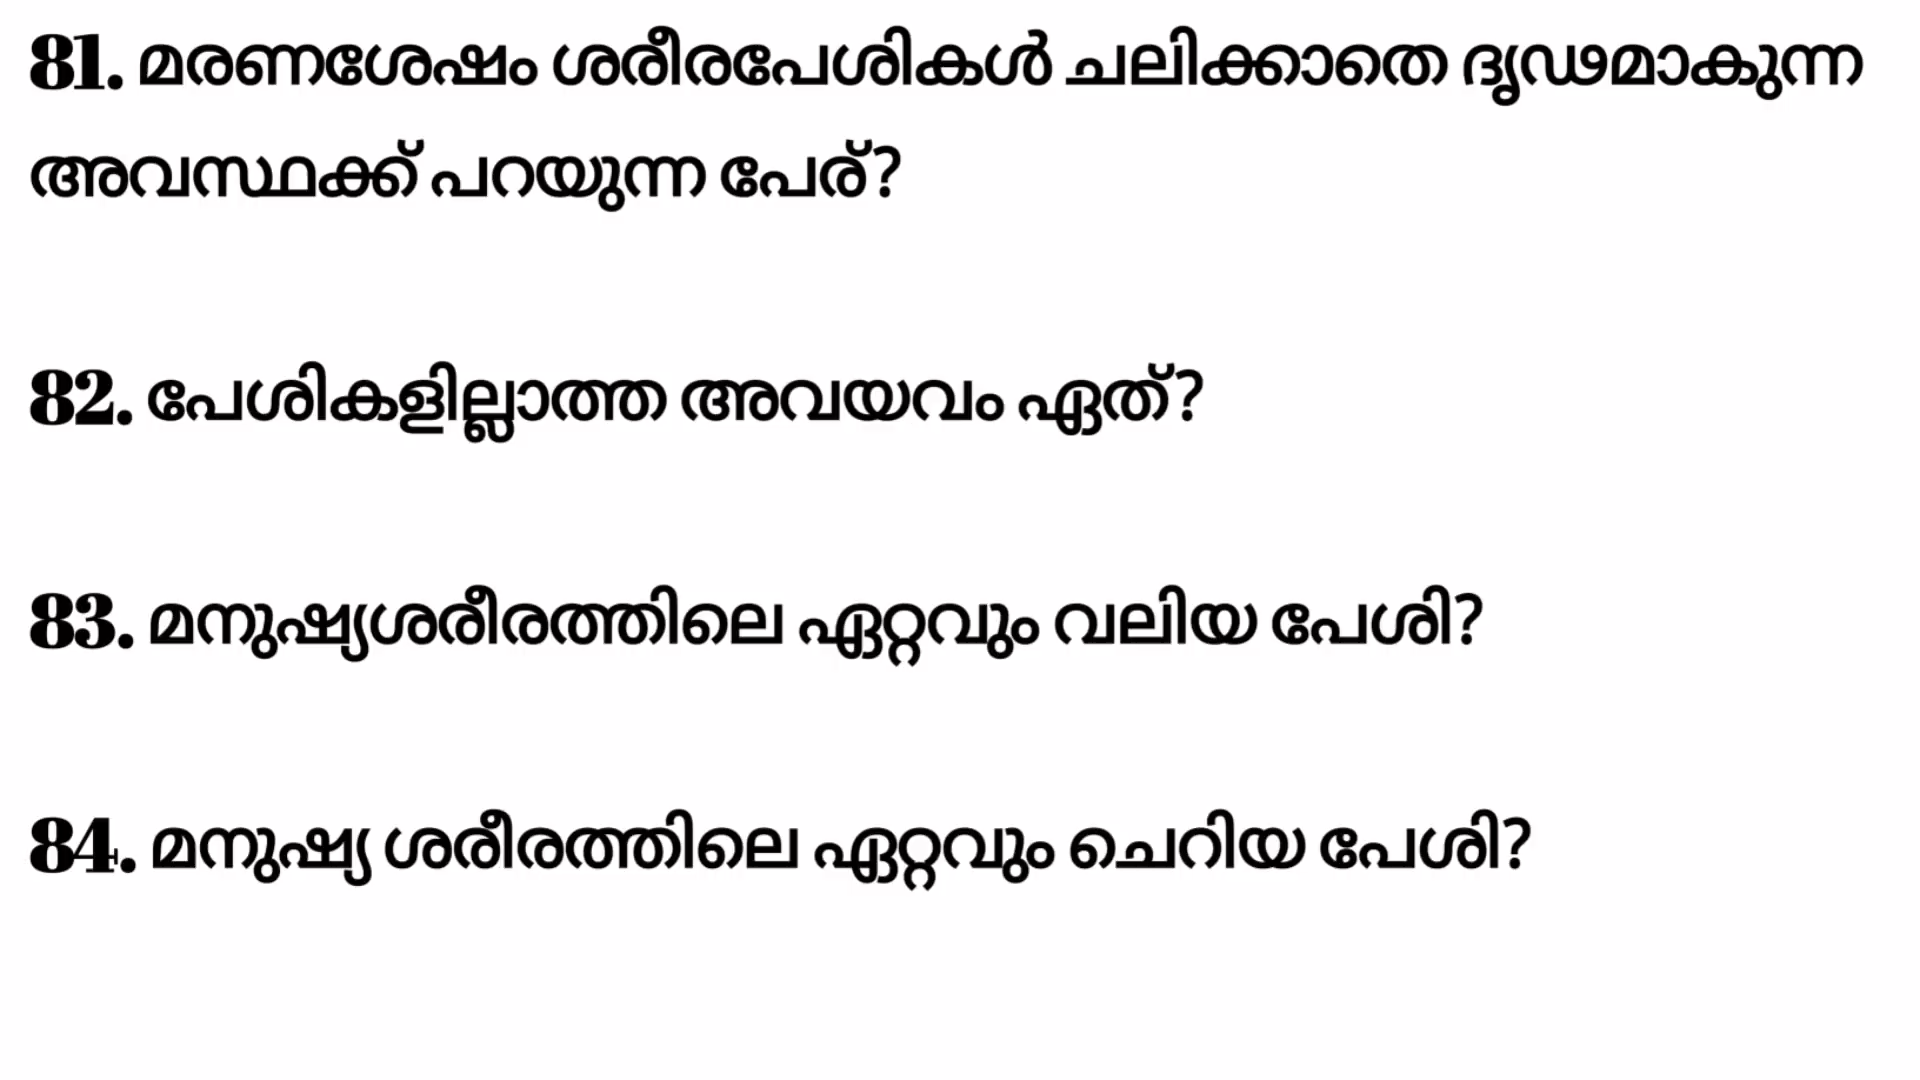 81. മരണശേഷം ശരീരപേശികൾ ചലിക്കാതെ ദൃഢമാകുന്ന
അവസ്ഥക്ക് പറയുന്ന പേര്?
82. പേശികളില്ലാത്ത അവയവം ഏത്?
83. മനുഷ്യശരീരത്തിലെ ഏറ്റവും വലിയ പേശി?
84. മനുഷ്യ ശരീരത്തിലെ ഏറ്റവും ചെറിയ പേശി?